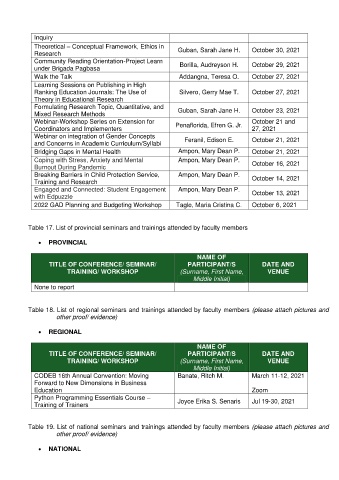 Inquiry
Theoretical – Conceptual Framework, Ethics in Research Guban, Sarah Jane H. October 30, 2021
Community Reading Orientation-Project Learn under Brigada Pagbasa Borilla, Audreyson H. October 29, 2021
Walk the Talk Addangna, Teresa O. October 27, 2021
Learning Sessions on Publishing in High Ranking Education Journals: The Use of Theory in Educational Research Silvero, Gerry Mae T. October 27, 2021
Formulating Research Topic, Quantitative, and Mixed Research Methods Guban, Sarah Jane H. October 23, 2021
Webinar-Workshop Series on Extension for Coordinators and Implementers Penaflorida, Efren G. Jr. October 21 and 27, 2021
Webinar on Integration of Gender Concepts and Concerns in Academic Curriculum/Syllabi Feranil, Edison E. October 21, 2021
Bridging Gaps in Mental Health Ampon, Mary Dean P. October 21, 2021
Coping with Stress, Anxiety and Mental Burnout During Pandemic Ampon, Mary Dean P. October 16, 2021
Breaking Barriers in Child Protection Service, Training and Research Ampon, Mary Dean P. October 14, 2021
Engaged and Connected: Student Engagement with Edpuzzle Ampon, Mary Dean P. October 13, 2021
2022 GAD Planning and Budgeting Workshop Tagle, Maria Cristina C. October 6, 2021
Table 17. List of provincial seminars and trainings attended by faculty members
• PROVINCIAL
TITLE OF CONFERENCE/ SEMINAR/ TRAINING/ WORKSHOP NAME OF PARTICIPANT/S (Surname, First Name, Middle Initial) DATE AND VENUE
None to report
Table 18. List of regional seminars and trainings attended by faculty members (please attach pictures and
other proof/ evidence)
• REGIONAL
TITLE OF CONFERENCE/ SEMINAR/ TRAINING/ WORKSHOP NAME OF PARTICIPANT/S (Surname, First Name, Middle Initial) DATE AND VENUE
CODEB 16th Annual Convention: Moving Forward to New Dimensions in Business Education Banate, Ritch M. March 11-12, 2021 Zoom
Python Programming Essentials Course – Training of Trainers Joyce Erika S. Senaris Jul 19-30, 2021
Table 19. List of national seminars and trainings attended by faculty members (please attach pictures and
other proof/ evidence)
• NATIONAL